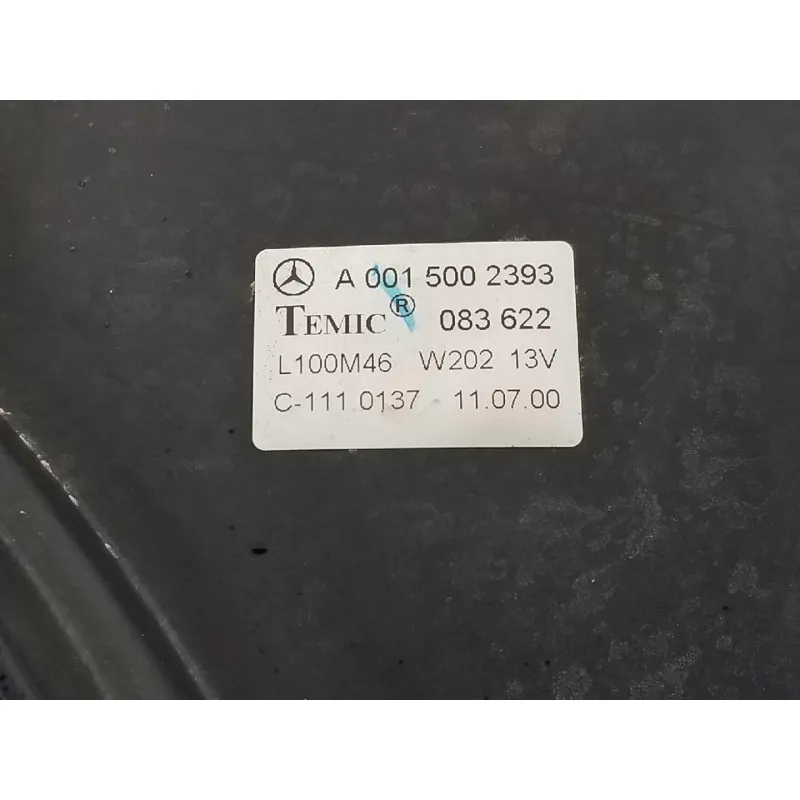 A 001 500 2393
TEMIC® 083 622
L100M46 W202 13V
C-111 0137 11.07.00